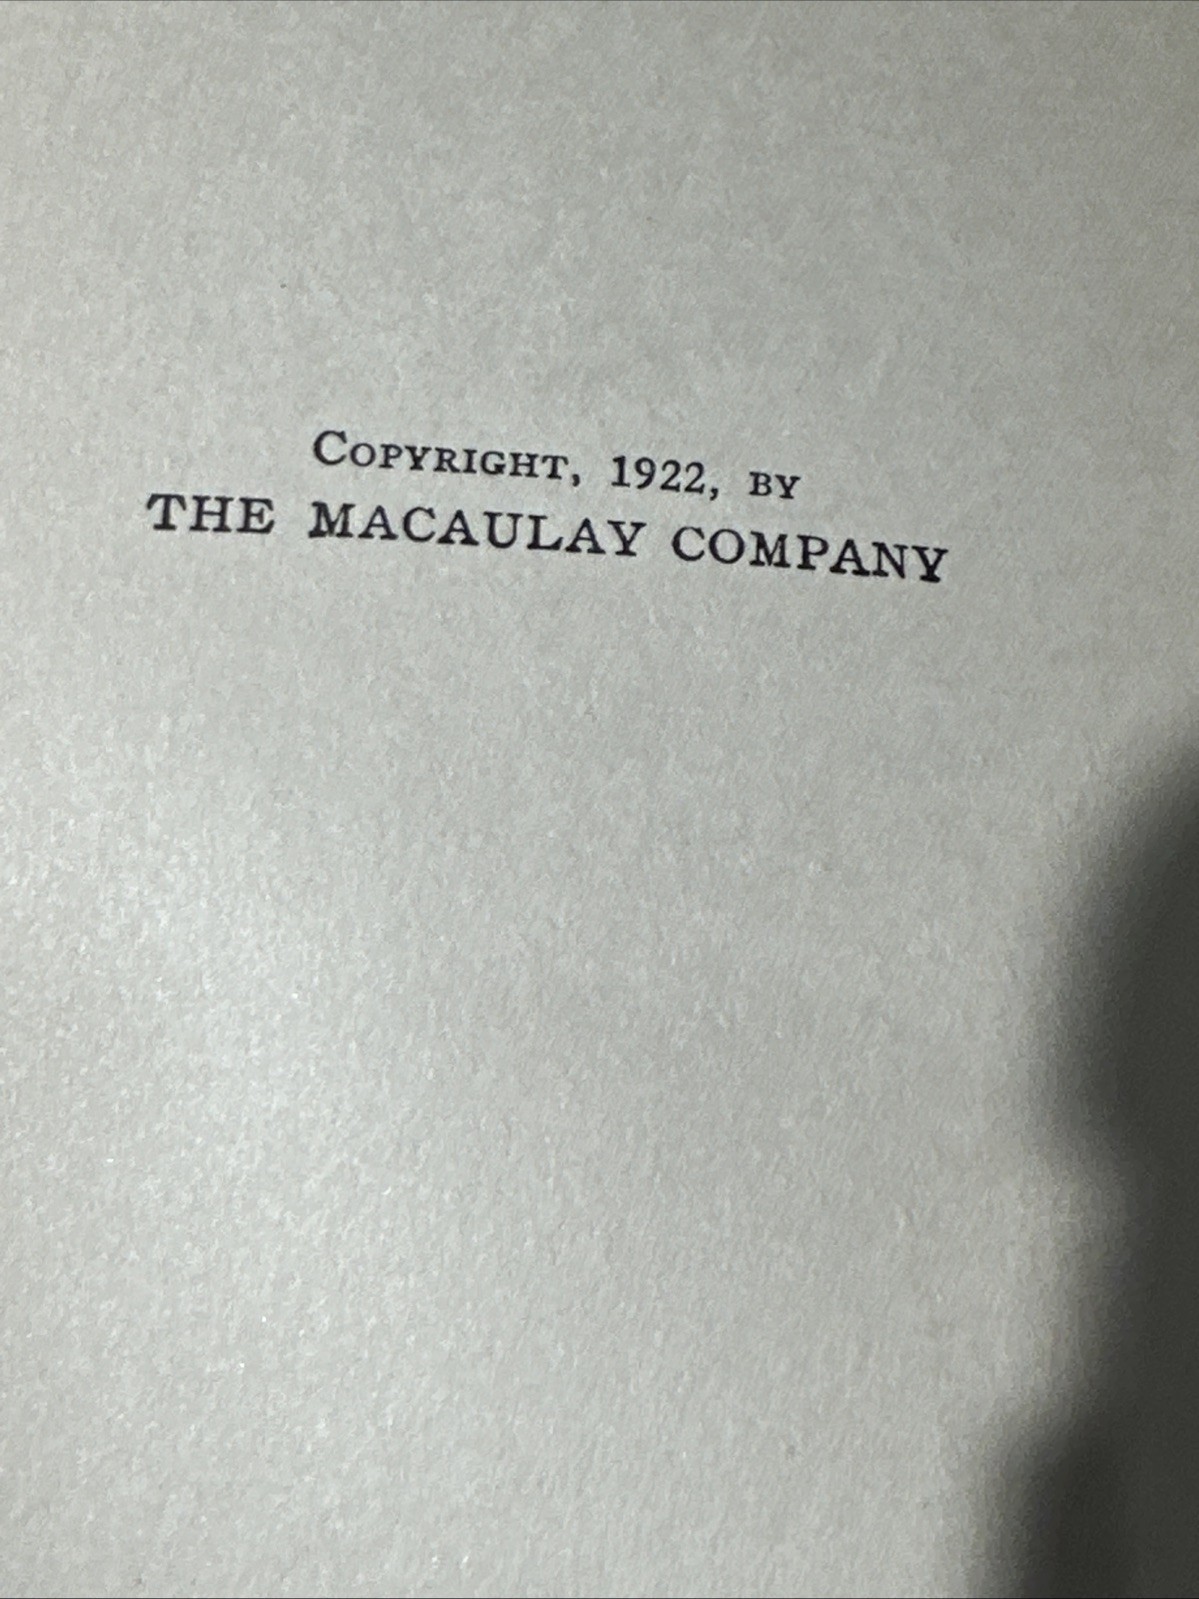 Copyright, 1922, by
THE MACAULAY COMPANY